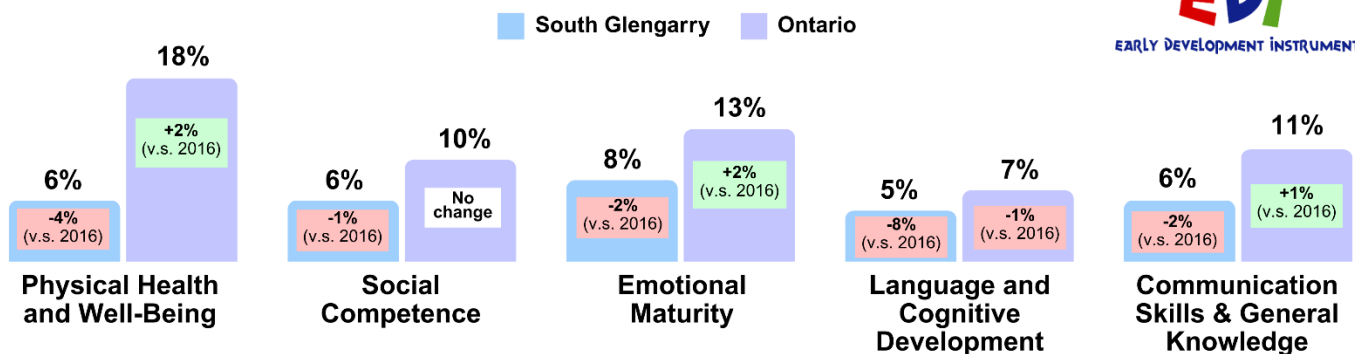 South Glengarry
Ontario
EDI
EARLY DEVELOPMENT INSTRUMENT
6%
-4%
(v.s. 2016)
18%
+2%
(v.s. 2016)
Physical Health
and Well-Being
6%
-1%
(v.s. 2016)
10%
No
change
Social
Competence
8%
-2%
(v.s. 2016)
13%
+2%
(v.s. 2016)
Emotional
Maturity
5%
-8%
(v.s. 2016)
7%
-1%
(v.s. 2016)
Language and
Cognitive
Development
6%
-2%
(v.s. 2016)
11%
+1%
(v.s. 2016)
Communication
Skills & General
Knowledge